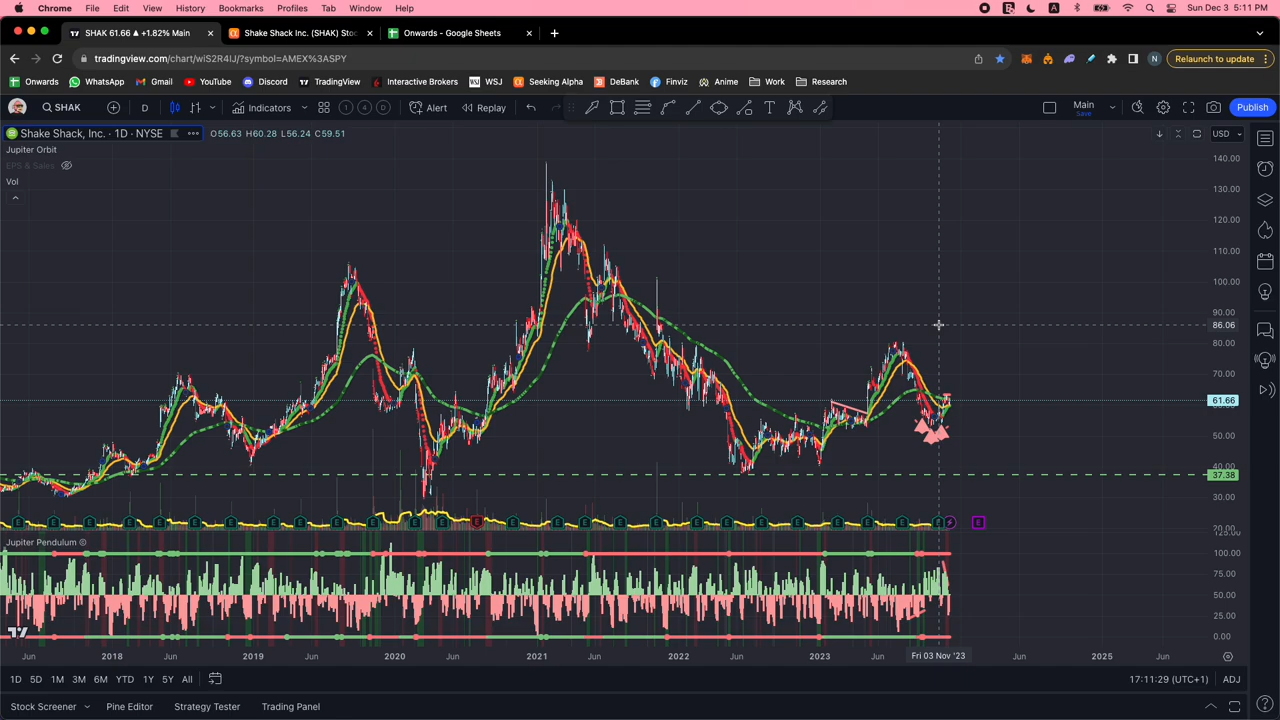 Chrome File Edit View History Bookmarks Profiles Tab Window Help A Sun Dec 3 5:11 PM
SHAK 61.66 ▲ +1.82% Main Shake Shack Inc. (SHAK) Sto Onwards - Google Sheets
tradingview.com/chart/wiS2R4IJ/?symbol=AMEX%3ASPY N Relaunch to update
Onwards WhatsApp Gmail YouTube Discord TradingView Interactive Brokers WSJ WSJ Seeking Alpha DeBank Finviz Anime Work Research
SHAK D Indicators 1 4 D Alert Replay Main Save Publish
Shake Shack, Inc. · 1D · NYSE O56.63 H60.28 L56.24 C59.51 USD
Jupiter Orbit
EPS & Sales
Vol
140.00
130.00
120.00
110.00
100.00
90.00
86.06
80.00
70.00
61.66
60.00
50.00
40.00
37.38
30.00
20.00
E E E E E E E E E E E E E E E E E E E E E E E E E E E
Jupiter Pendulum
125.00
100.00
75.00
50.00
25.00
0.00
Jun 2018 Jun 2019 Jun 2020 Jun 2021 Jun 2022 Jun 2023 Jun Fri 03 Nov '23 Jun 2025 Jun
1D 5D 1M 3M 6M YTD 1Y 5Y All 17:11:29 (UTC+1) ADJ
Stock Screener Pine Editor Strategy Tester Trading Panel